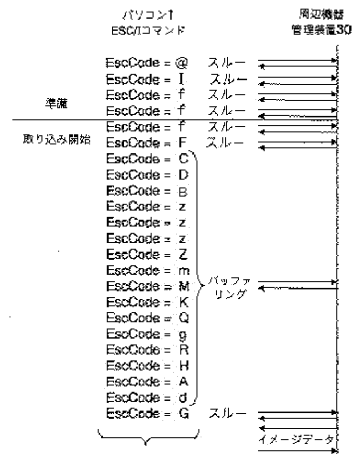 パソコン1
ESC/Iコマンド
周辺機器
管理装置30
EscCode = @ スルー
EscCode = I スルー
EscCode = f スルー
準備
EscCode = f スルー
EscCode = f スルー
取り込み開始
EscCode = F スルー
EscCode = C
EscCode = D
EscCode = B
EscCode = z
EscCode = z
EscCode = z
EscCode = Z
EscCode = m
EscCode = M バッファ
EscCode = K リング
EscCode = Q
EscCode = g
EscCode = R
EscCode = H
EscCode = A
EscCode = d
EscCode = G スルー
イメージデータ